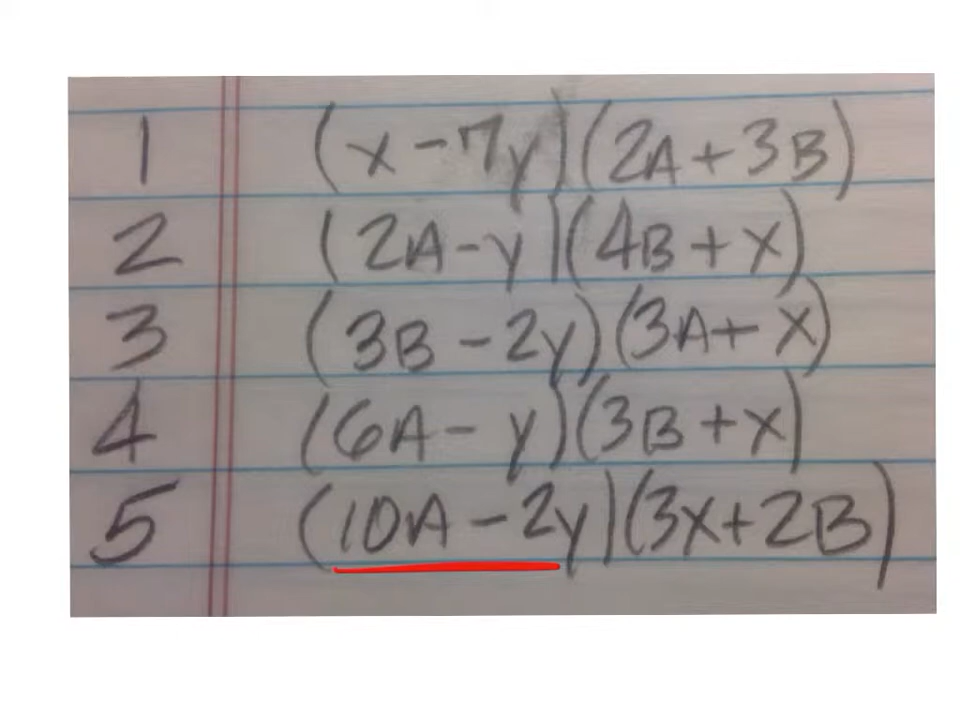 1 (x - 7y)(2A + 3B)
2 (2A - y)(4B + x)
3 (3B - 2y)(3A + x)
4 (6A - y)(3B + x)
5 (10A - 2y)(3x + 2B)